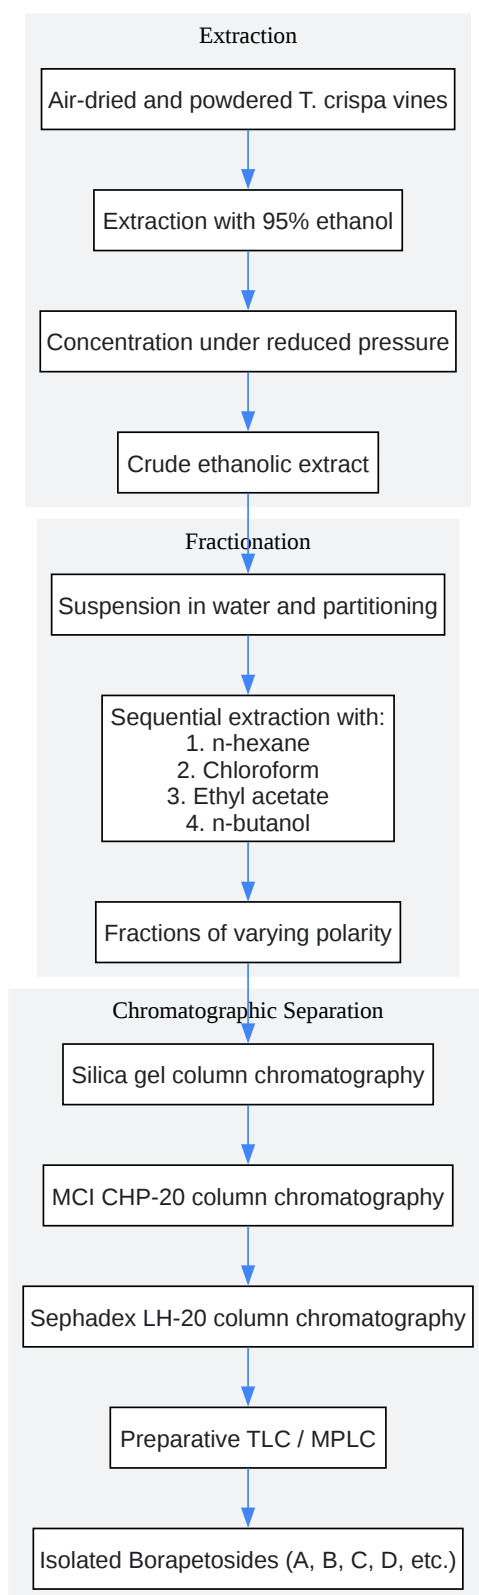 Extraction
Air-dried and powdered T. crispa vines
Extraction with 95% ethanol
Concentration under reduced pressure
Crude ethanolic extract
Fractionation
Suspension in water and partitioning
Sequential extraction with:
1. n-hexane
2. Chloroform
3. Ethyl acetate
4. n-butanol
Fractions of varying polarity
Chromatographic Separation
Silica gel column chromatography
MCI CHP-20 column chromatography
Sephadex LH-20 column chromatography
Preparative TLC / MPLC
Isolated Borapetosides (A, B, C, D, etc.)